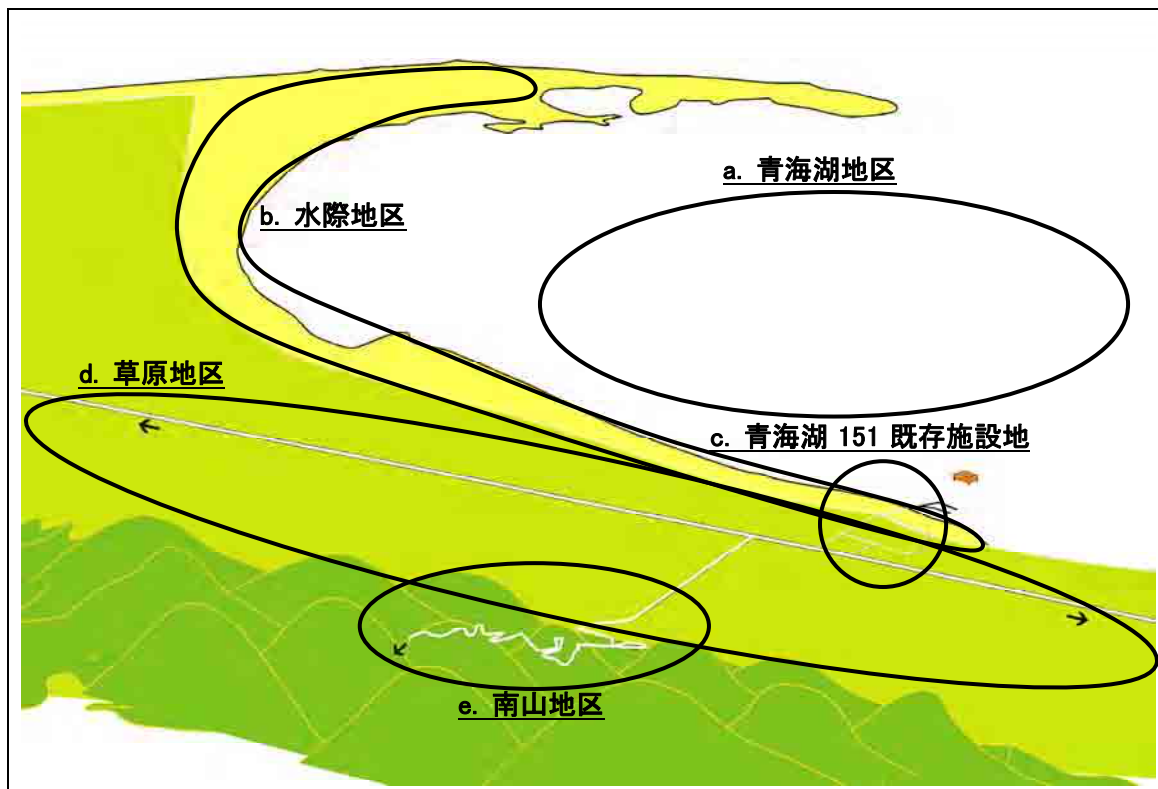 a. 青海湖地区
b. 水際地区
d. 草原地区
c. 青海湖 151 既存施設地
e. 南山地区